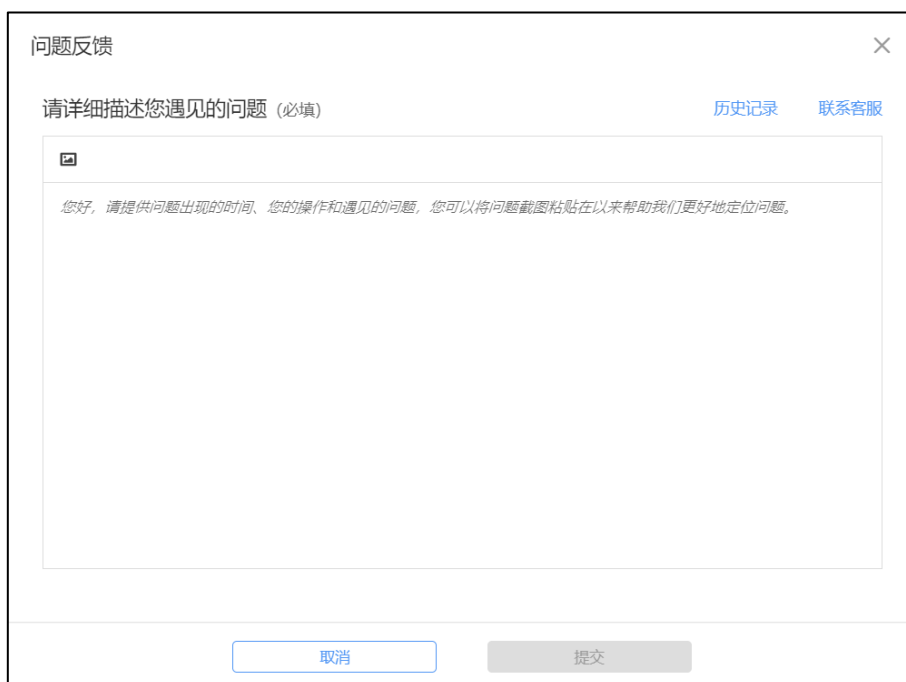 问题反馈
请详细描述您遇见的问题 (必填) 历史记录 联系客服
您好，请提供问题出现的时间、您的操作和遇见的问题，您可以将问题截图粘贴在以来帮助我们更好地定位问题。
取消 提交